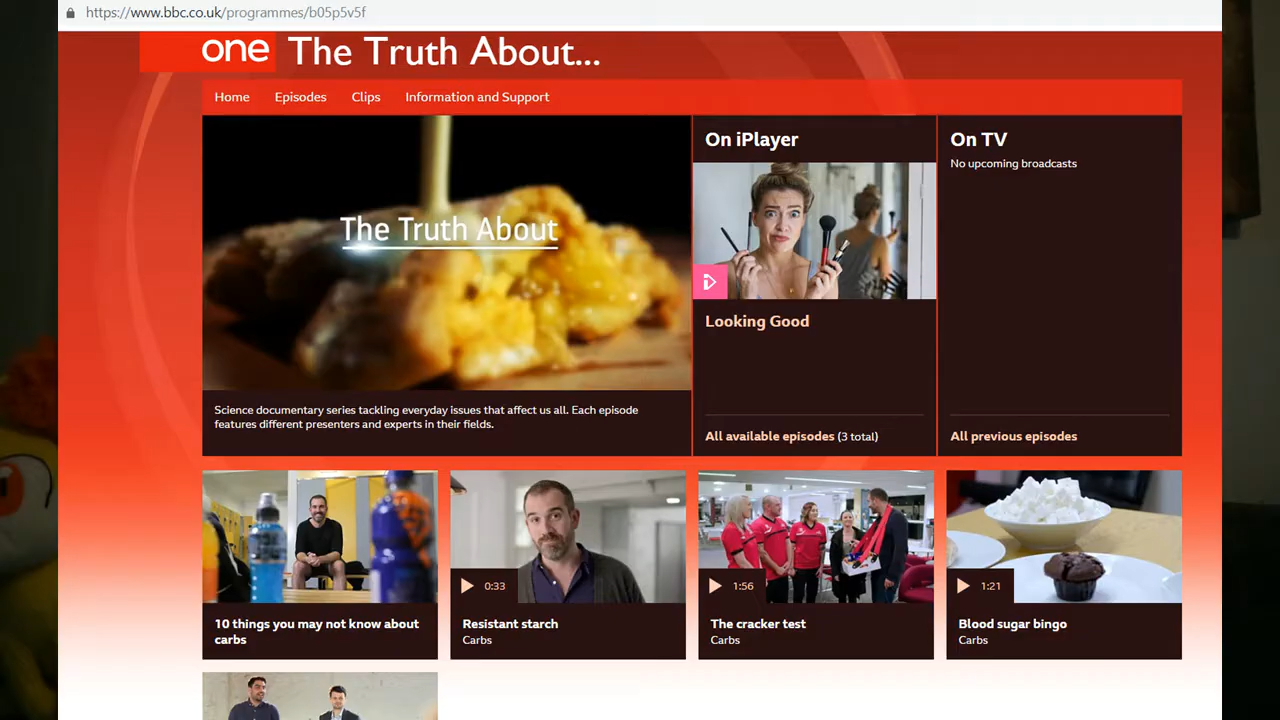 https://www.bbc.co.uk/programmes/b05p5v5f
one The Truth About...
Home Episodes Clips Information and Support
The Truth About
Science documentary series tackling everyday issues that affect us all. Each episode
features different presenters and experts in their fields.
On iPlayer
Looking Good
All available episodes (3 total)
On TV
No upcoming broadcasts
All previous episodes
10 things you may not know about
carbs
0:33
Resistant starch
Carbs
1:56
The cracker test
Carbs
1:21
Blood sugar bingo
Carbs